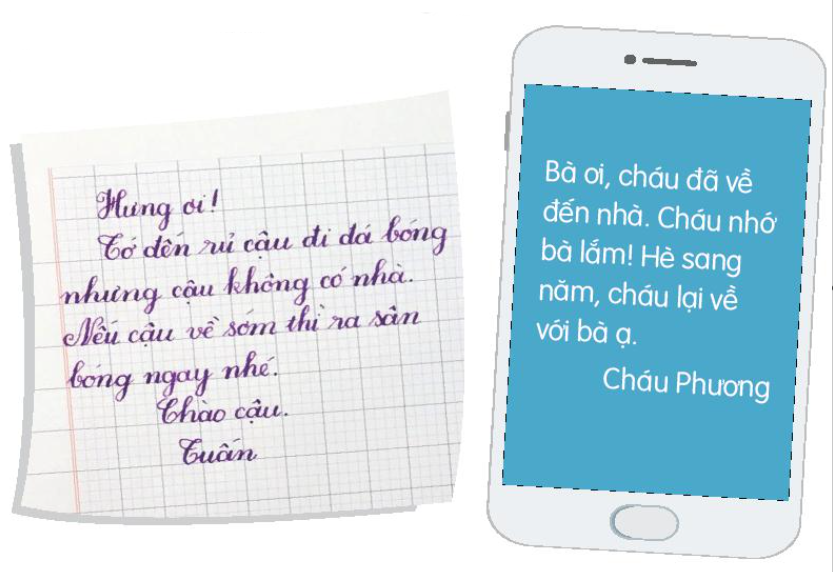 Hưng ơi!
Tớ đến rủ cậu đi đá bóng
nhưng cậu không có nhà.
Nếu cậu về sớm thì ra sân
bóng ngay nhé.
Chào cậu.
Tuấn
Bà ơi, cháu đã về
đến nhà. Cháu nhớ
bà lắm! Hè sang
năm, cháu lại về
với bà ạ.
Cháu Phương